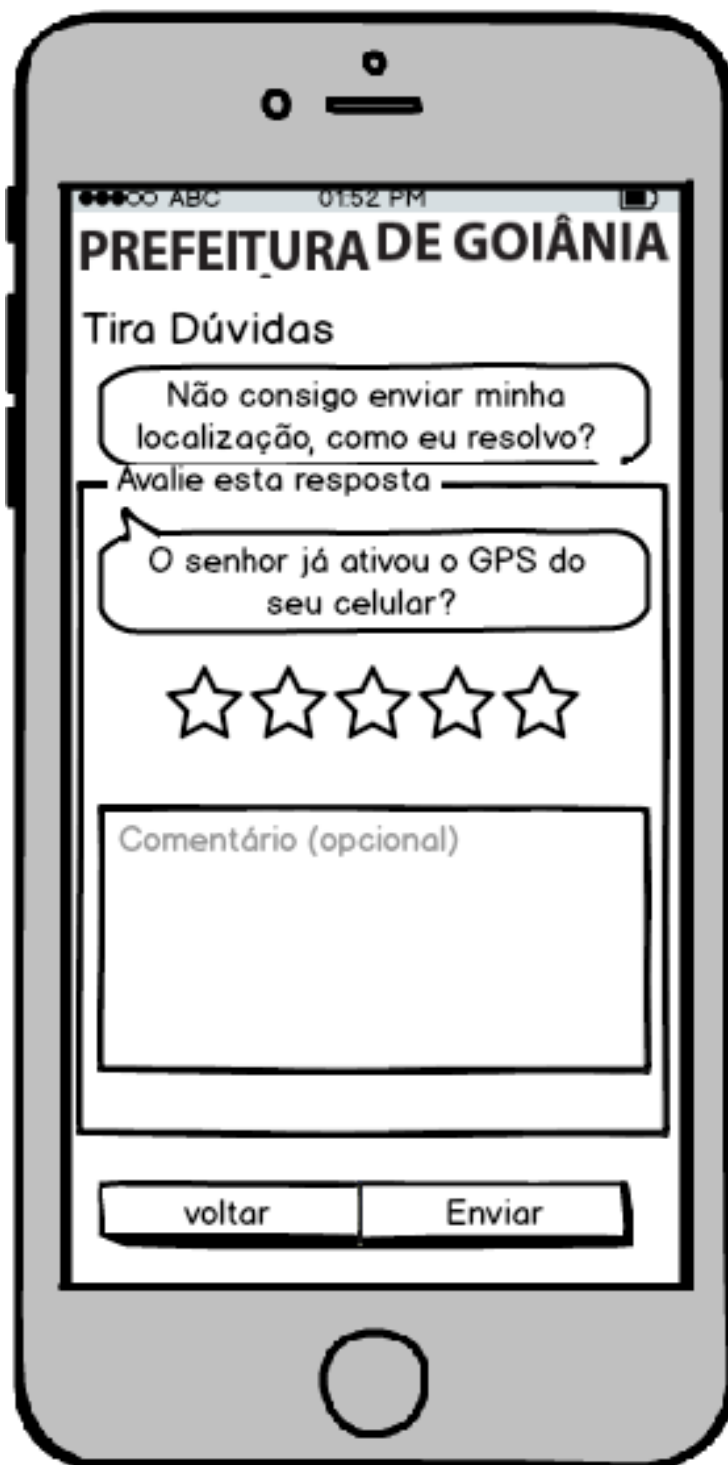 ABC 01:52 PM
PREFEITURA DE GOIÂNIA
Tira Dúvidas
Não consigo enviar minha
localização, como eu resolvo?
Avalie esta resposta
O senhor já ativou o GPS do
seu celular?
Comentário (opcional)
voltar Enviar